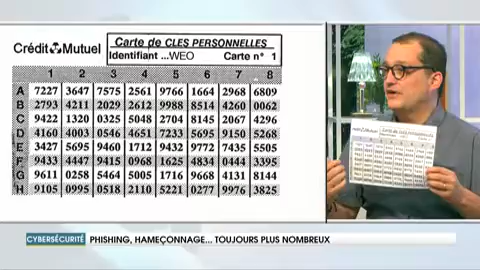 Crédit Mutuel
Carte de CLES PERSONNELLES
Identifiant ...WEO Carte n° 1
1 2 3 4 5 6 7 8
A 7227 3647 7575 2561 9766 1664 2968 6809
B 2793 4211 2029 2612 9988 8514 4260 0062
C 9422 1320 0325 5048 2704 8145 2067 4296
D 4160 4003 0546 4651 7233 5695 9150 5268
E 3427 5695 9460 1712 9432 9772 7435 5505
F 9433 4447 9415 0968 1625 4834 0444 3395
G 9611 0258 5464 5005 1716 9668 4131 8144
H 9105 0995 0518 2110 5221 0277 9976 3825
CYBERSÉCURITÉ PHISHING, HAMEÇONNAGE... TOUJOURS PLUS NOMBREUX